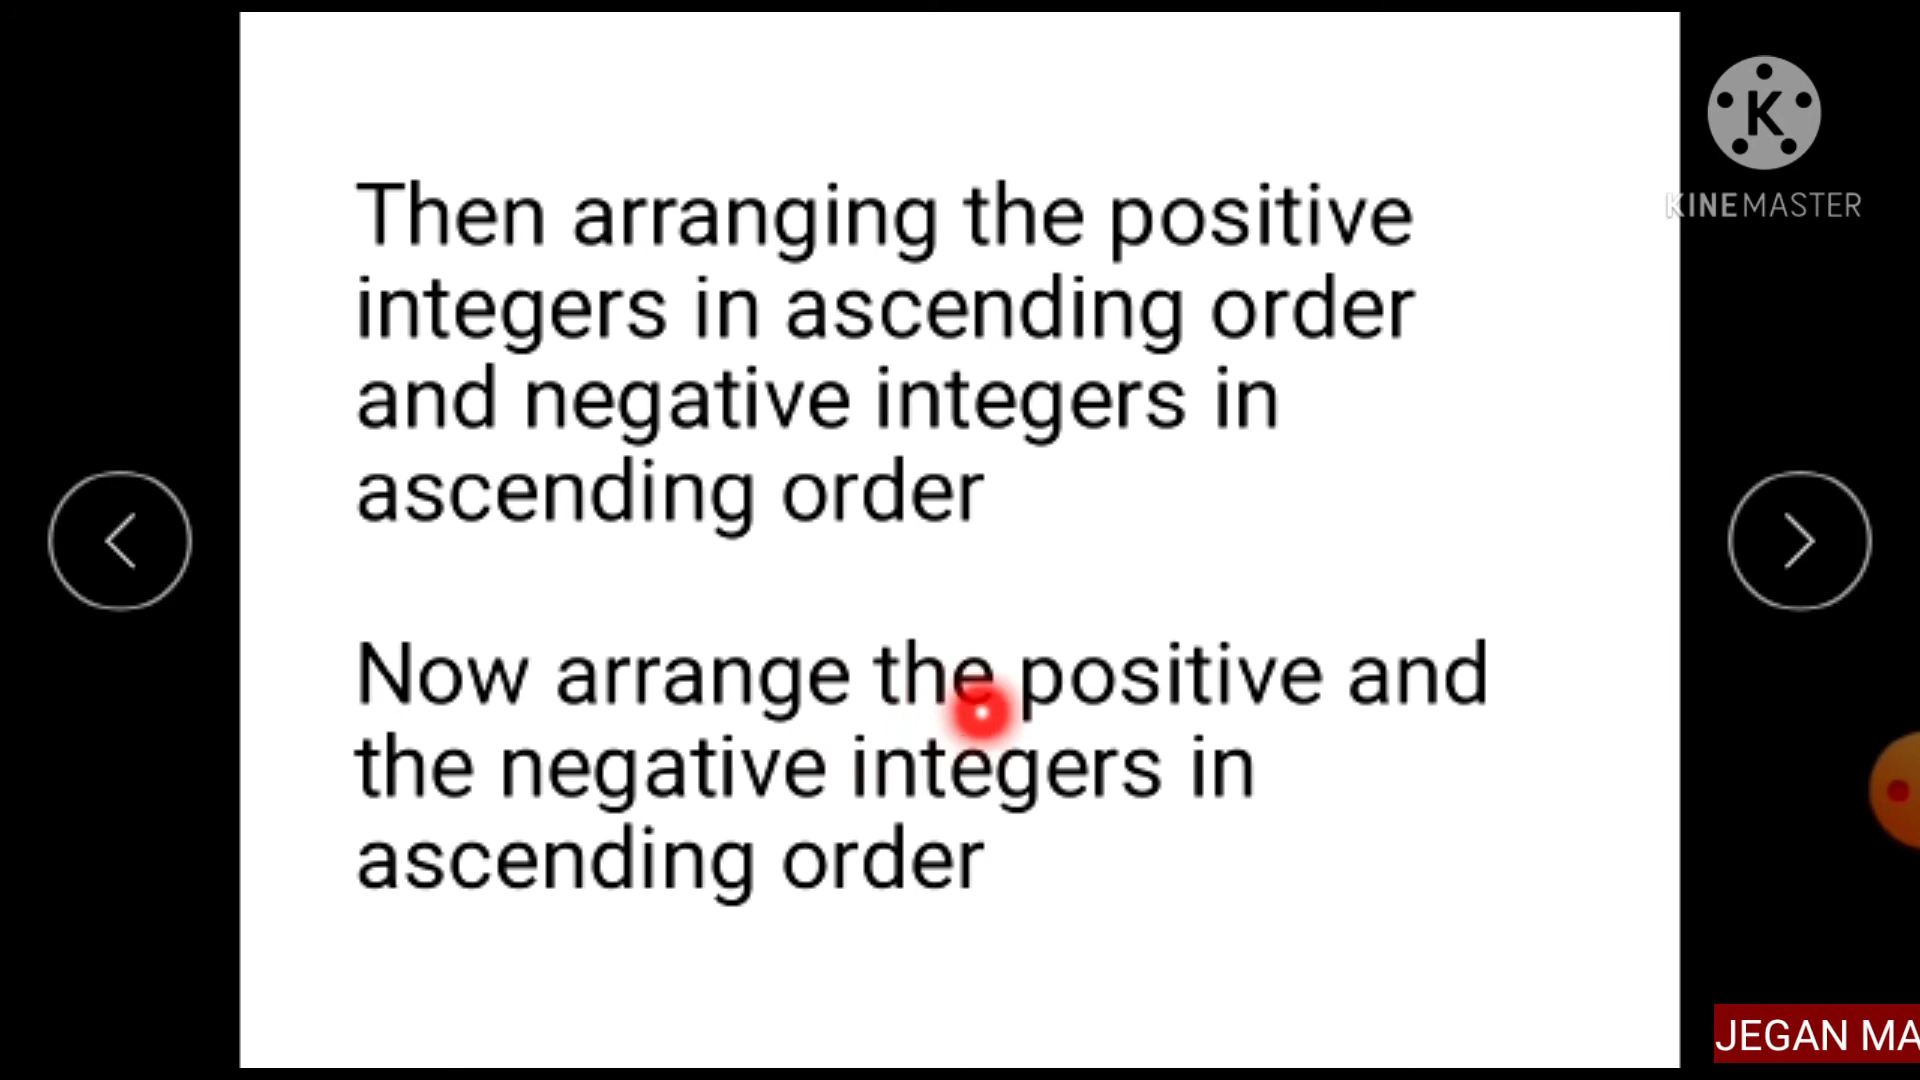 Then arranging the positive
integers in ascending order
and negative integers in
ascending order
Now arrange the positive and
the negative integers in
ascending order
K
KINEMASTER
JEGAN MA